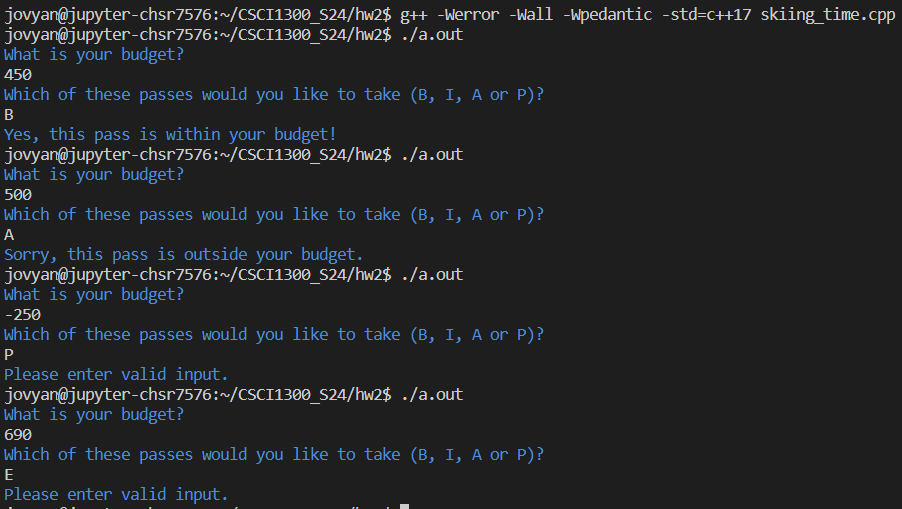 jovyan@jupyter-chsr7576:~/CSCI1300_S24/hw2$ g++ -Werror -Wall -Wpedantic -std=c++17 skiing_time.cpp
jovyan@jupyter-chsr7576:~/CSCI1300_S24/hw2$ ./a.out
What is your budget?
450
Which of these passes would you like to take (B, I, A or P)?
B
Yes, this pass is within your budget!
jovyan@jupyter-chsr7576:~/CSCI1300_S24/hw2$ ./a.out
What is your budget?
500
Which of these passes would you like to take (B, I, A or P)?
A
Sorry, this pass is outside your budget.
jovyan@jupyter-chsr7576:~/CSCI1300_S24/hw2$ ./a.out
What is your budget?
-250
Which of these passes would you like to take (B, I, A or P)?
P
Please enter valid input.
jovyan@jupyter-chsr7576:~/CSCI1300_S24/hw2$ ./a.out
What is your budget?
690
Which of these passes would you like to take (B, I, A or P)?
E
Please enter valid input.